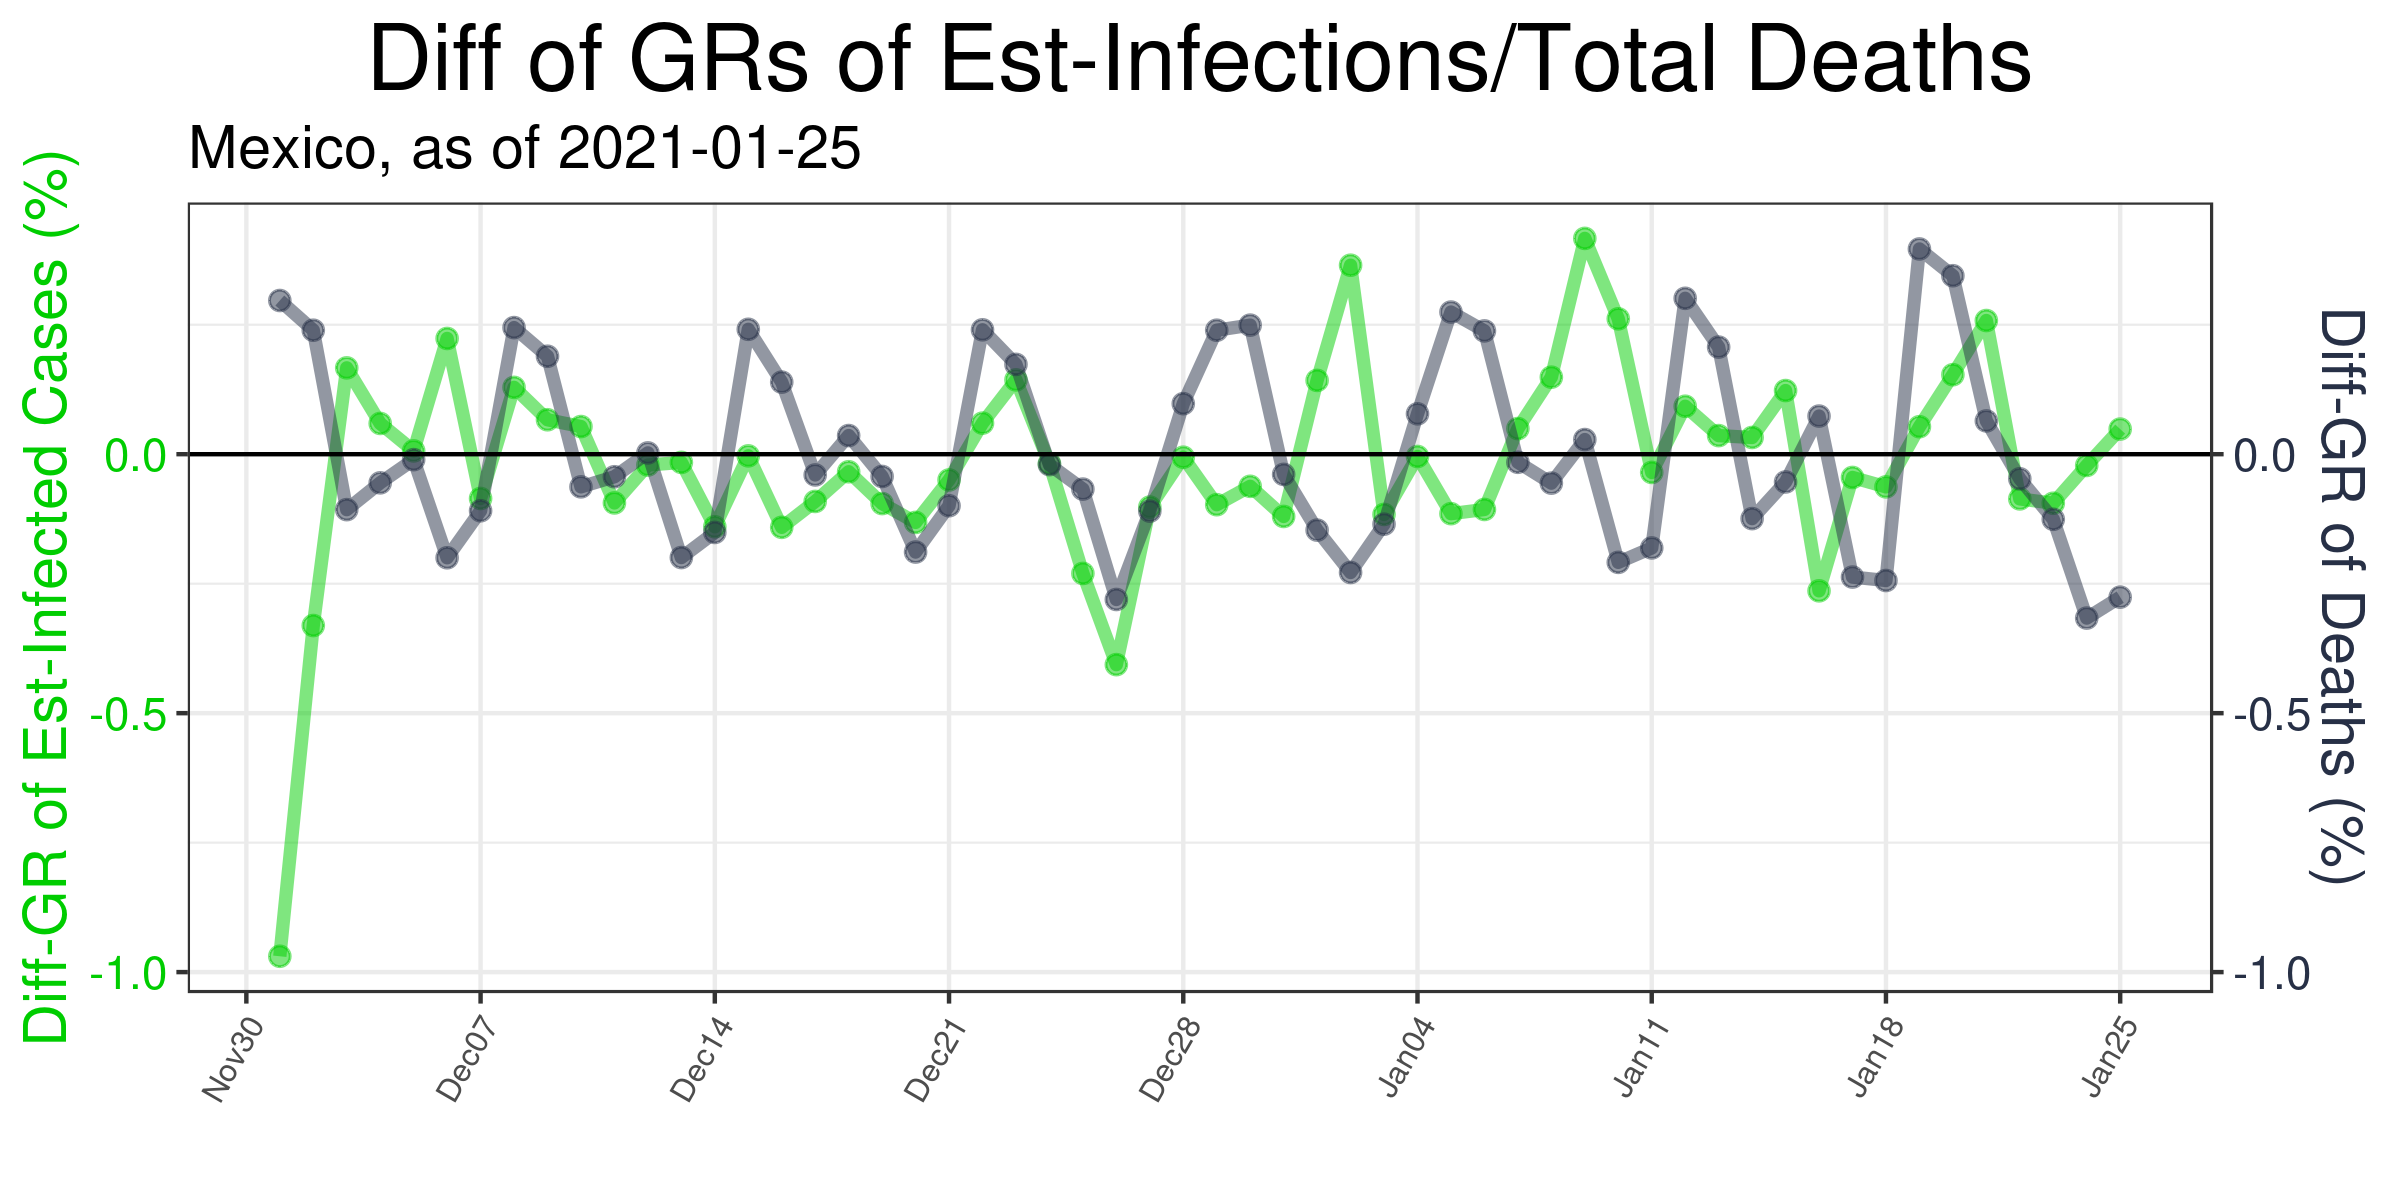 Diff of GRs of Est-Infections/Total Deaths
Mexico, as of 2021-01-25
Diff-GR of Est-Infected Cases (%)
0.0
-0.5
-1.0
0.0
-0.5
-1.0
Diff-GR of Deaths (%)
Nov30
Dec07
Dec14
Dec21
Dec28
Jan04
Jan11
Jan18
Jan25